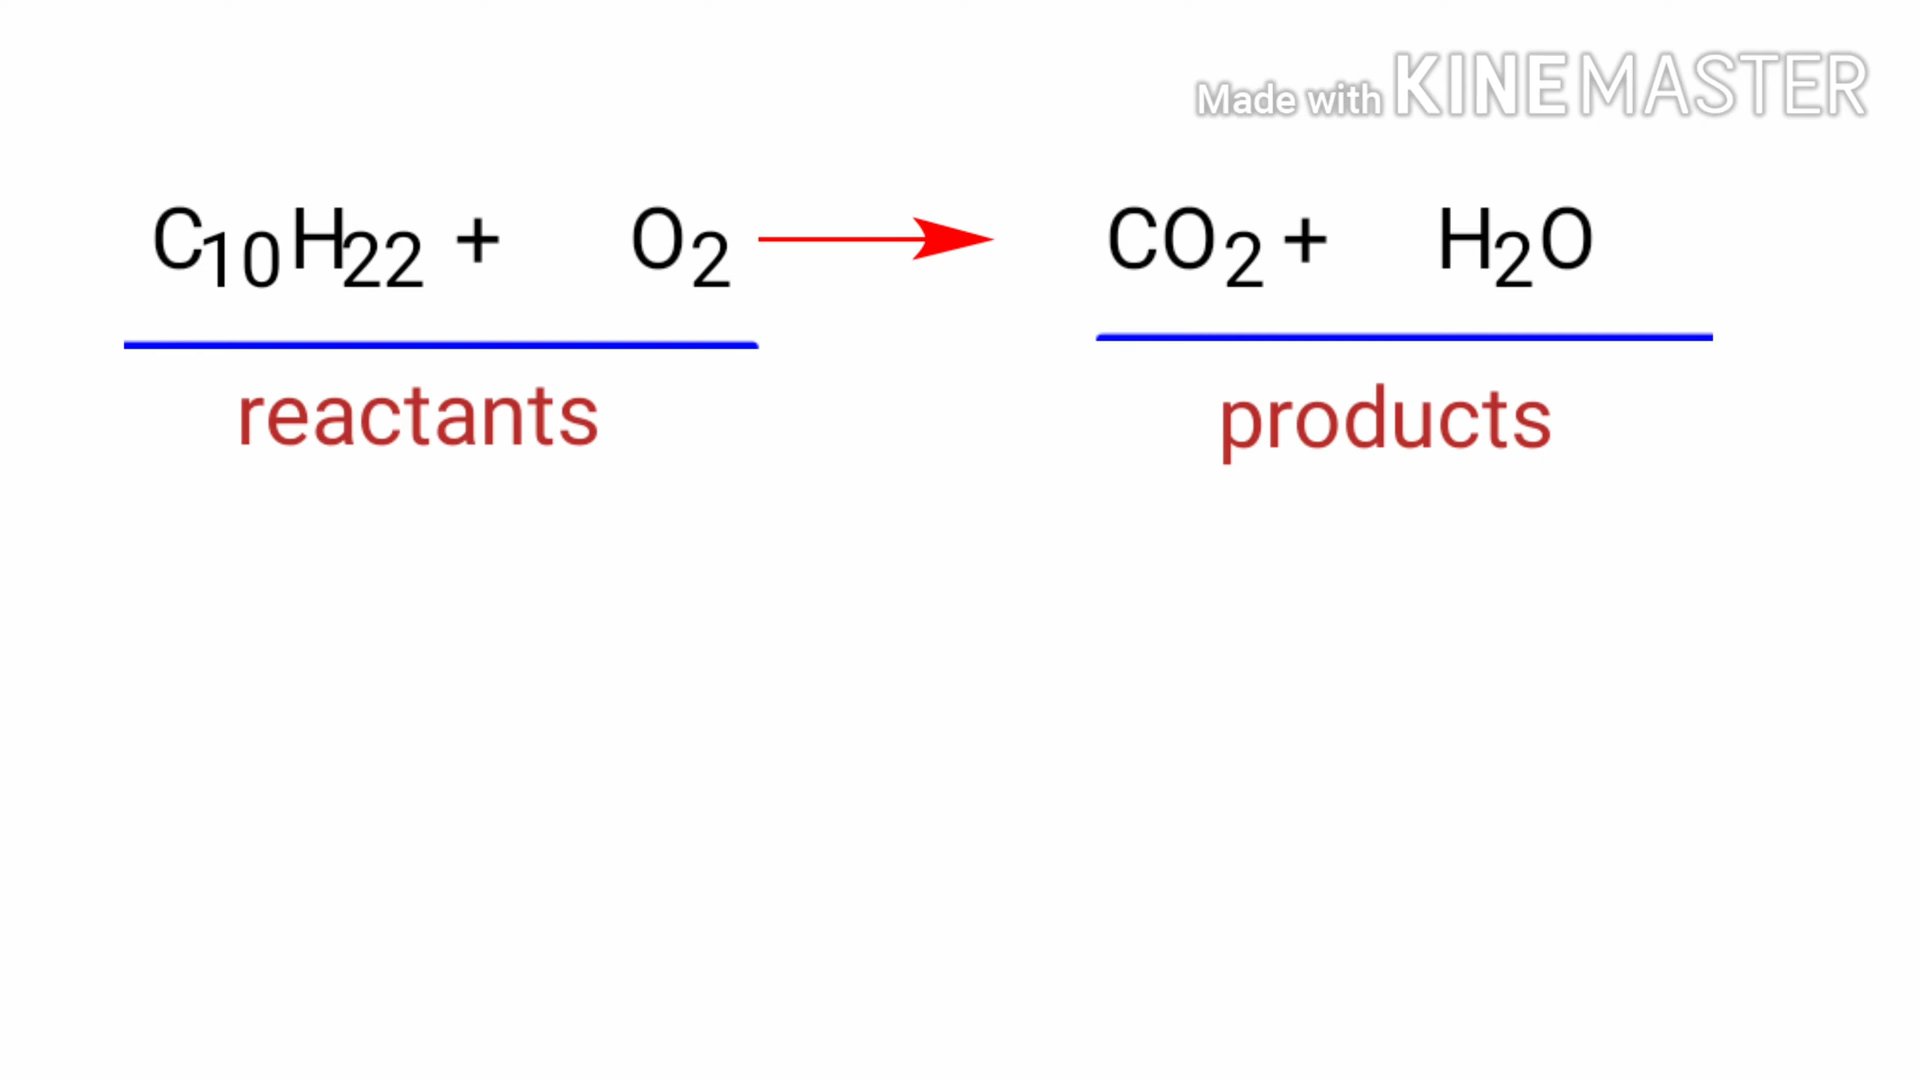 Made with KINEMASTER
C₁₀H₂₂ + O₂ → CO₂ + H₂O
reactants products